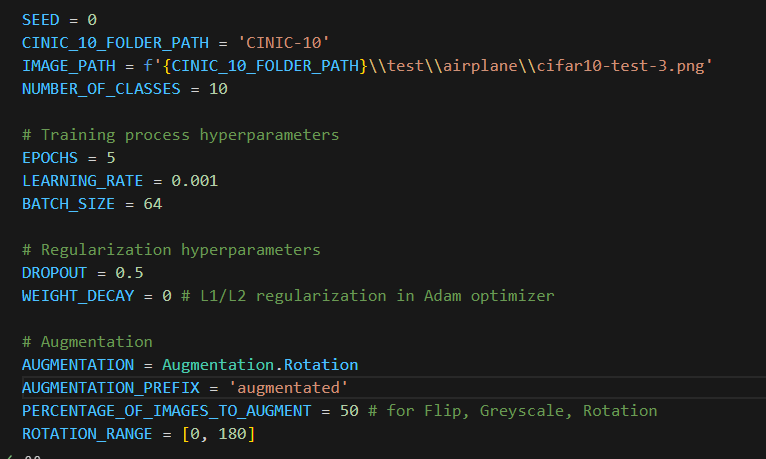 SEED = 0
CINIC_10_FOLDER_PATH = 'CINIC-10'
IMAGE_PATH = f'{CINIC_10_FOLDER_PATH}\\test\\airplane\\cifar10-test-3.png'
NUMBER_OF_CLASSES = 10
# Training process hyperparameters
EPOCHS = 5
LEARNING_RATE = 0.001
BATCH_SIZE = 64
# Regularization hyperparameters
DROPOUT = 0.5
WEIGHT_DECAY = 0 # L1/L2 regularization in Adam optimizer
# Augmentation
AUGMENTATION = Augmentation.Rotation
AUGMENTATION_PREFIX = 'augmentated'
PERCENTAGE_OF_IMAGES_TO_AUGMENT = 50 # for Flip, Greyscale, Rotation
ROTATION_RANGE = [0, 180]